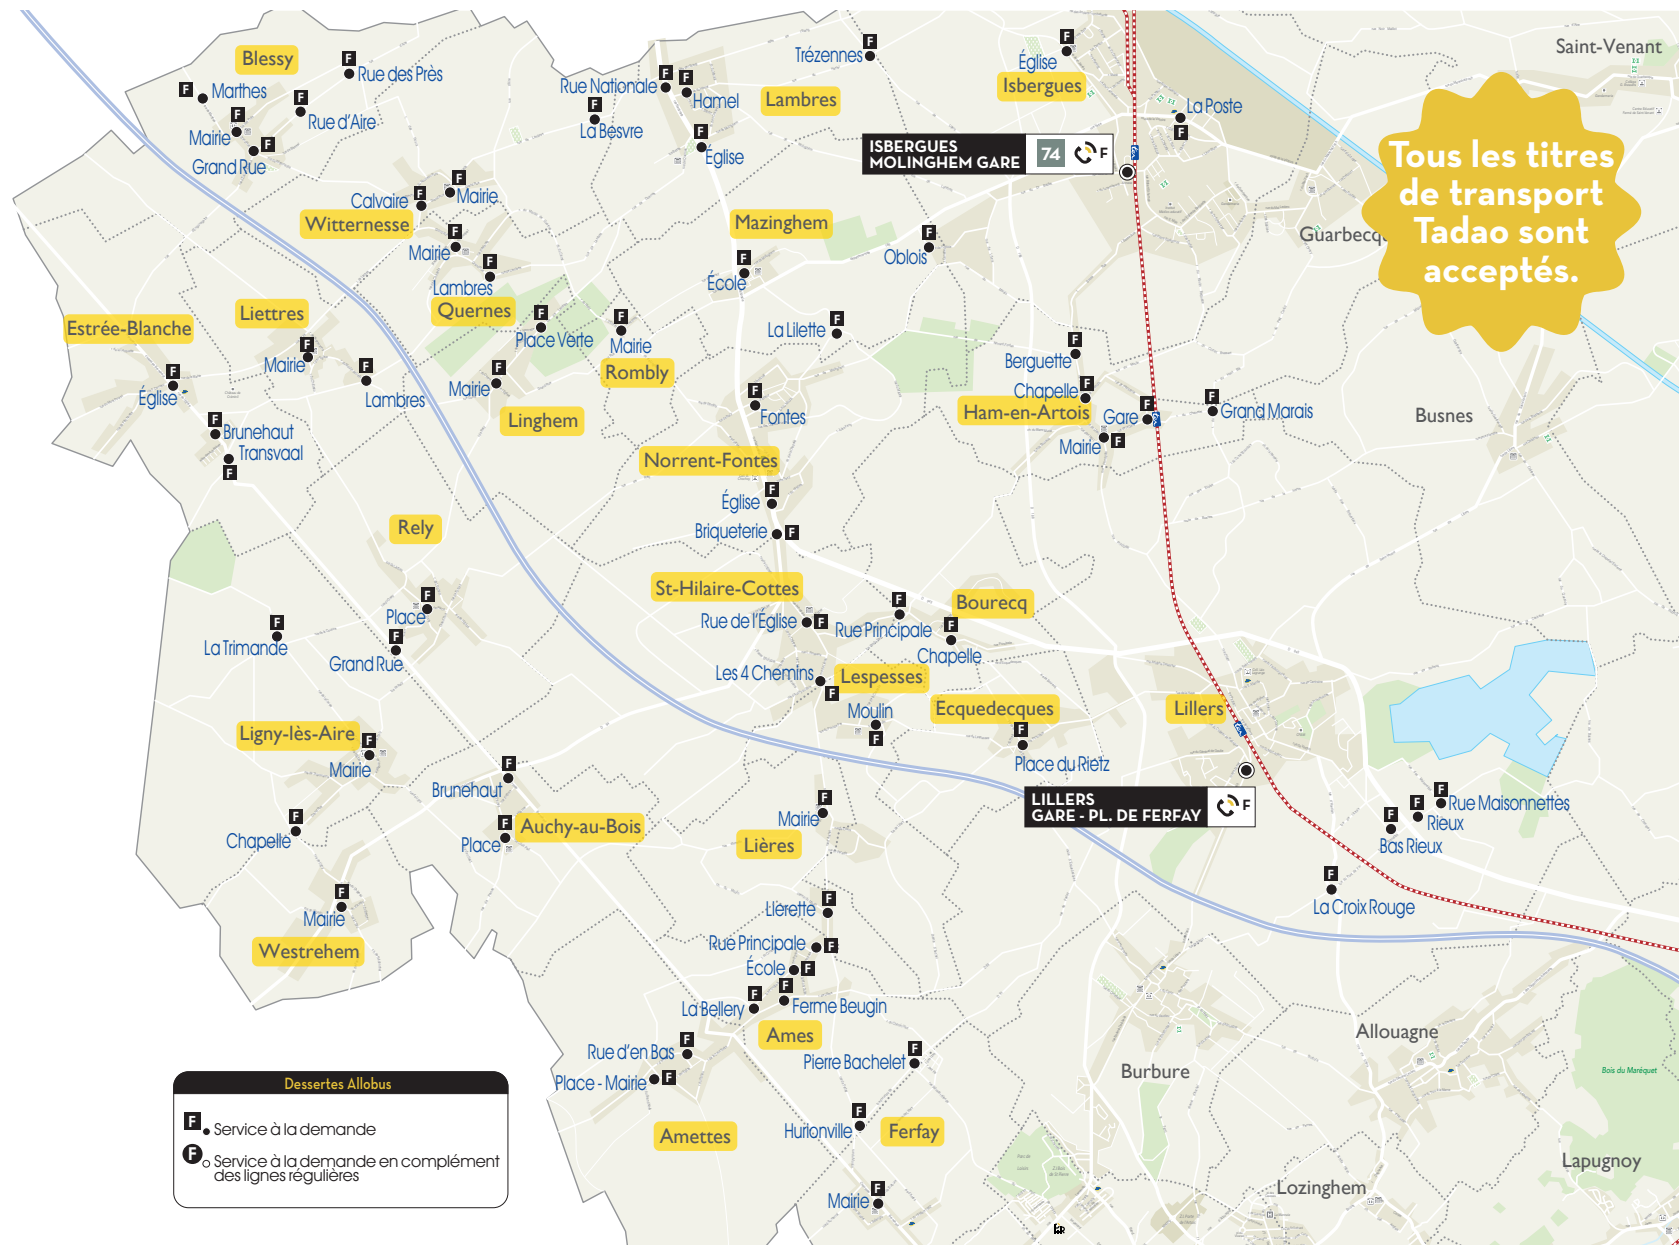 Saint-Venant
Blessy
Rue des Près
Marthes
Mairie
Rue d'Aire
Grand Rue
Rue Nationale
Hamel
La Besvre
Église
Trézennes
Lambres
Église
Isbergues
La Poste
ISBERGUES
MOLINGHEM GARE
74
F
Tous les titres
de transport
Tadao sont
acceptés.
Guarbecq
Calvaire
Mairie
Witternesse
Mairie
Lambres
Quernes
Mazinghem
École
Oblois
Estrée-Blanche
Liettres
Mairie
Église
Lambres
Brunehaut
Transvaal
Place Verte
Mairie
Rombly
Mairie
Linghem
La Lilette
Fontes
Berguette
Chapelle
Ham-en-Artois
Gare
Mairie
Grand Marais
Busnes
Norrent-Fontes
Église
Briqueterie
Rely
Place
Grand Rue
La Trimande
St-Hilaire-Cottes
Rue de l'Église
Rue Principale
Bourecq
Chapelle
Les 4 Chemins
Lespesses
Moulin
Ecquedecques
Place du Rietz
Lillers
LILLERS
GARE - PL. DE FERFAY
F
Ligny-lès-Aire
Mairie
Brunehaut
Auchy-au-Bois
Place
Chapelle
Mairie
Westrehem
Mairie
Lières
Lierette
Rue Principale
École
La Bellery
Ferme Beugin
Ames
Rue Maisonnettes
Rieux
Bas Rieux
La Croix Rouge
Rue d'en Bas
Place - Mairie
Amettes
Pierre Bachelet
Hurionville
Ferfay
Mairie
Burbure
Allouagne
Bois du Maréquet
Lapugnoy
Lozinghem
Dessertes Allobus
F Service à la demande
F Service à la demande en complément
des lignes régulières